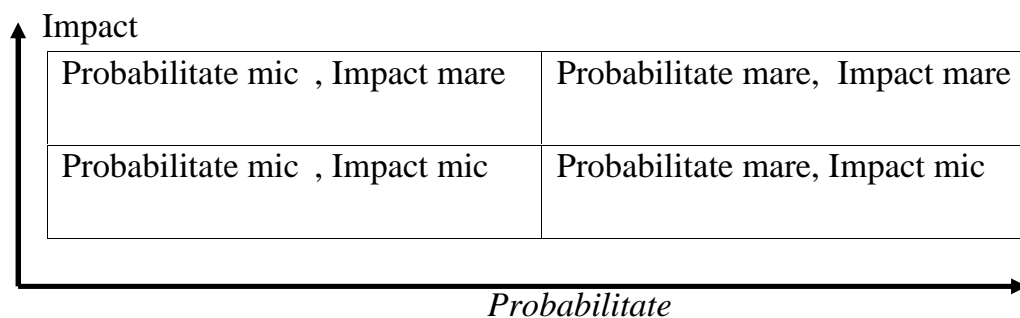 Impact
Probabilitate mic , Impact mare
Probabilitate mare, Impact mare
Probabilitate mic , Impact mic
Probabilitate mare, Impact mic
Probabilitate